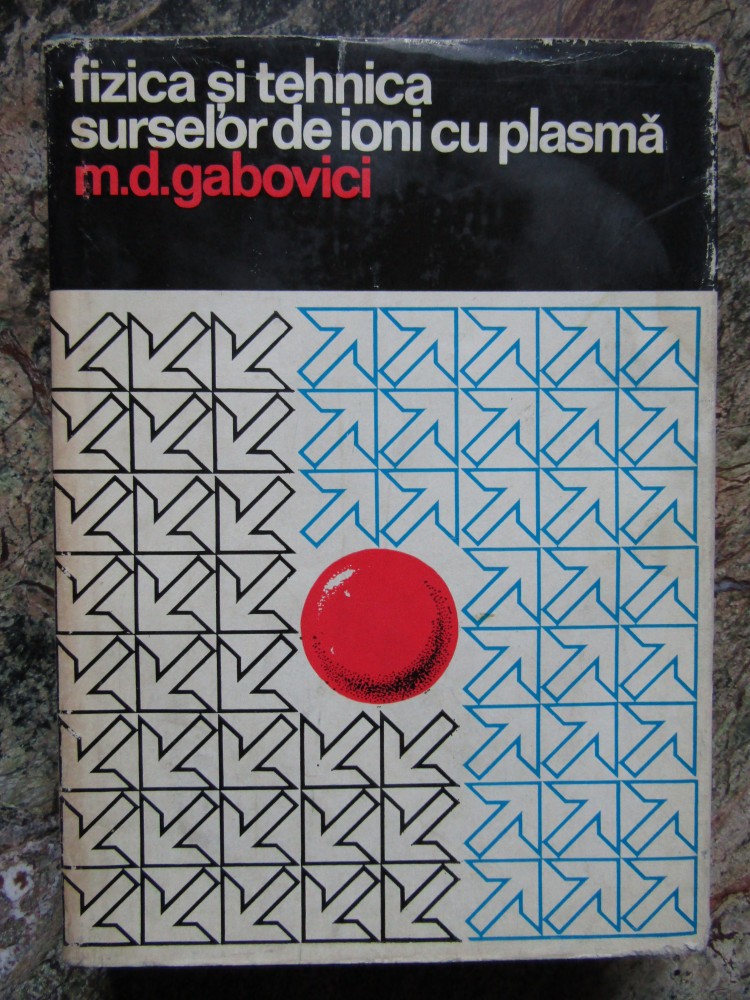 fizica și tehnica
surselor de ioni cu plasmă
m.d.gabovici